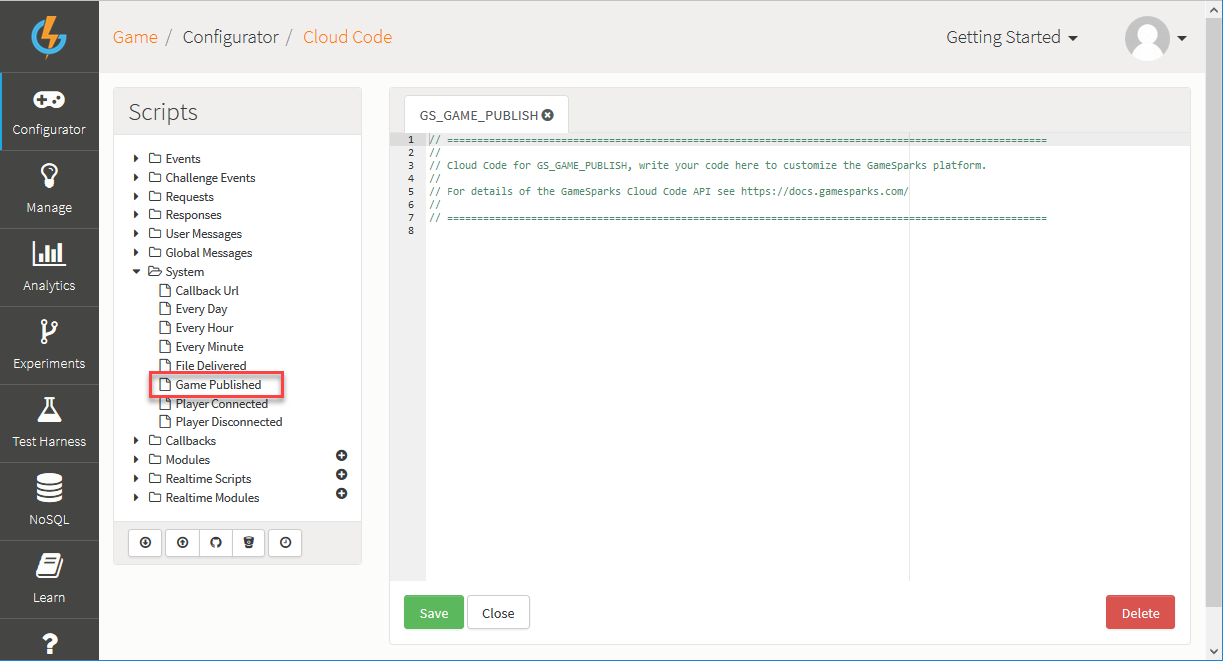 Game / Configurator / Cloud Code
Getting Started
Configurator
Manage
Analytics
Experiments
Test Harness
NoSQL
Learn
Scripts
Events
Challenge Events
Requests
Responses
User Messages
Global Messages
System
Callback Url
Every Day
Every Hour
Every Minute
File Delivered
Game Published
Player Connected
Player Disconnected
Callbacks
Modules
Realtime Scripts
Realtime Modules
GS_GAME_PUBLISH
1 // ====================================================================================================
2 //
3 // Cloud Code for GS_GAME_PUBLISH, write your code here to customize the GameSparks platform.
4 //
5 // For details of the GameSparks Cloud Code API see https://docs.gamesparks.com/
6 //
7 // ====================================================================================================
8
Save
Close
Delete